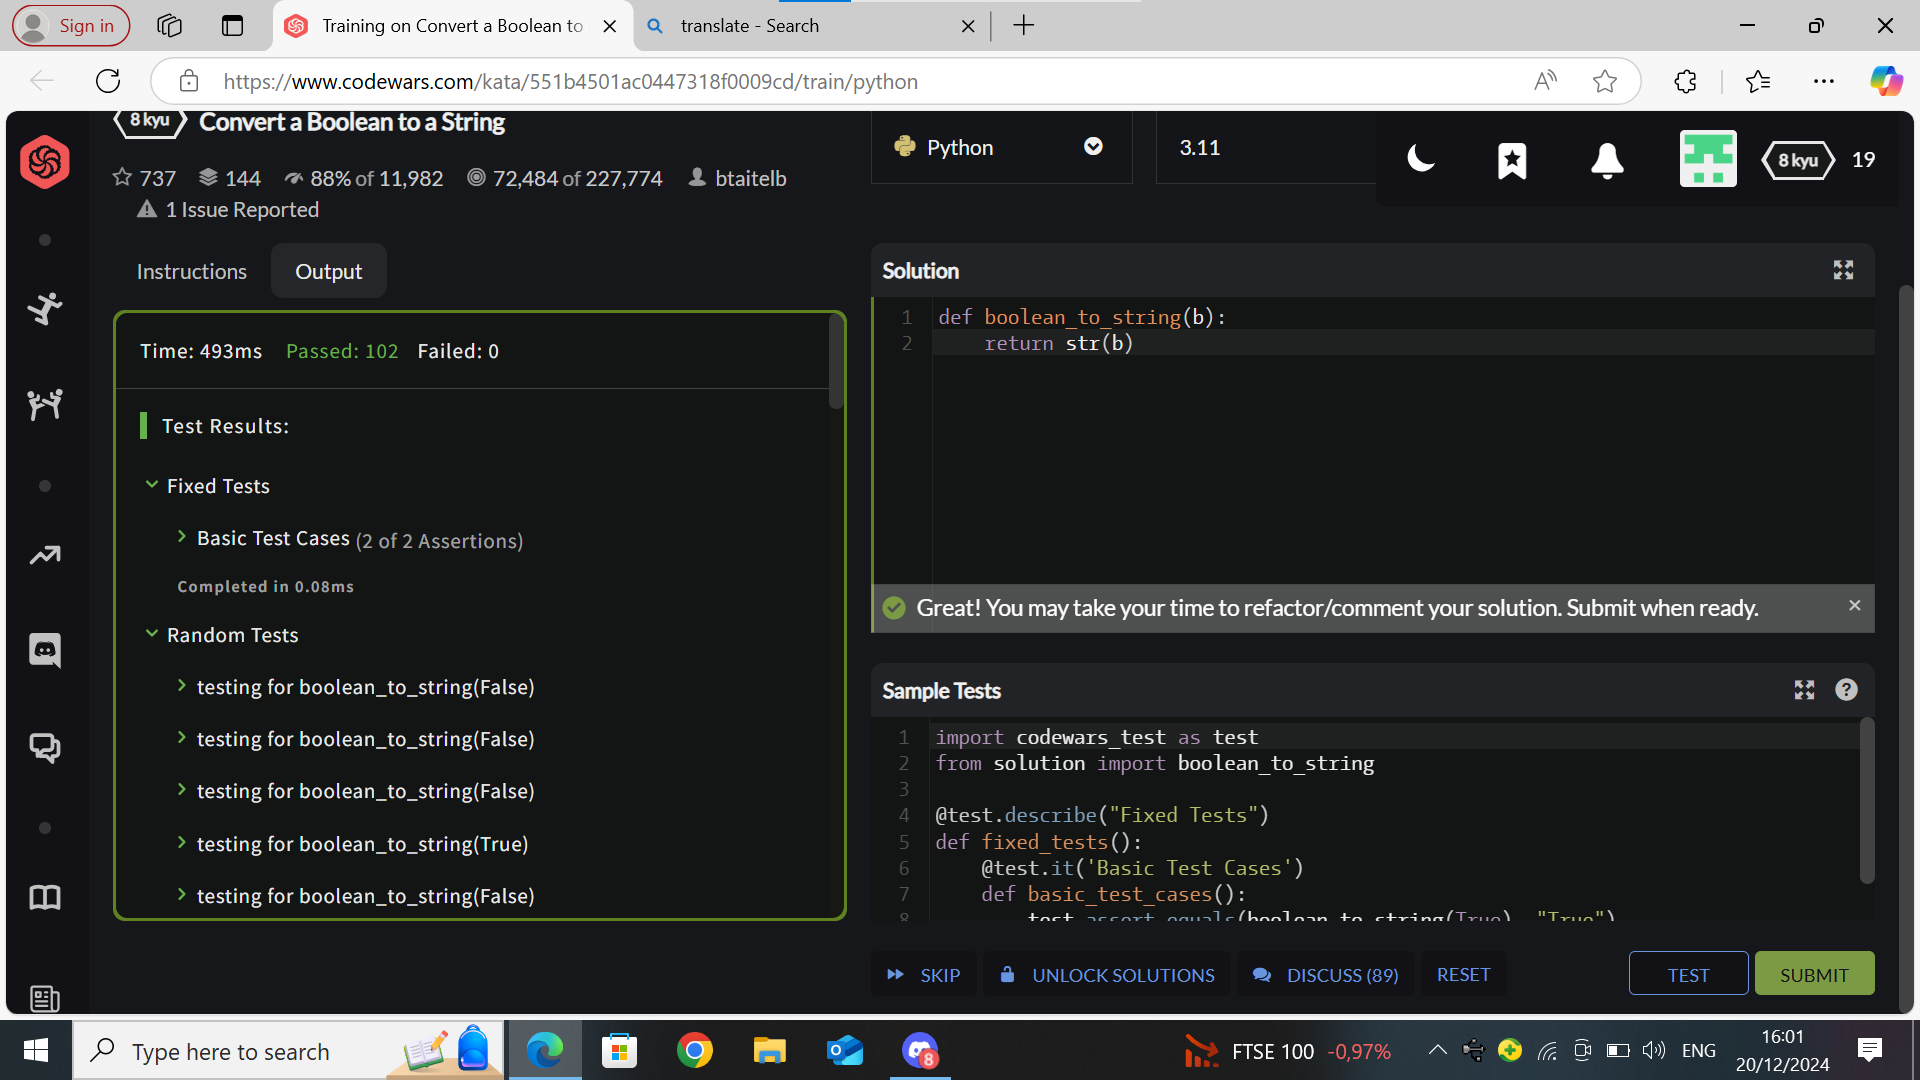 Sign in
Training on Convert a Boolean to
translate - Search
https://www.codewars.com/kata/551b4501ac0447318f0009cd/train/python
8 kyu Convert a Boolean to a String
737 144 88% of 11,982 72,484 of 227,774 btaitelb
1 Issue Reported
Python
3.11
8 kyu 19
Instructions
Output
Time: 493ms Passed: 102 Failed: 0
Test Results:
Fixed Tests
Basic Test Cases (2 of 2 Assertions)
Completed in 0.08ms
Random Tests
testing for boolean_to_string(False)
testing for boolean_to_string(False)
testing for boolean_to_string(False)
testing for boolean_to_string(True)
testing for boolean_to_string(False)
Solution
1 def boolean_to_string(b):
2 return str(b)
Great! You may take your time to refactor/comment your solution. Submit when ready.
Sample Tests
1 import codewars_test as test
2 from solution import boolean_to_string
3
4 @test.describe("Fixed Tests")
5 def fixed_tests():
6 @test.it('Basic Test Cases')
7 def basic_test_cases():
8 test.assert_equals(boolean_to_string(True), "True")
SKIP
UNLOCK SOLUTIONS
DISCUSS (89)
RESET
TEST
SUBMIT
Type here to search
8
FTSE 100 -0,97%
ENG
16:01
20/12/2024